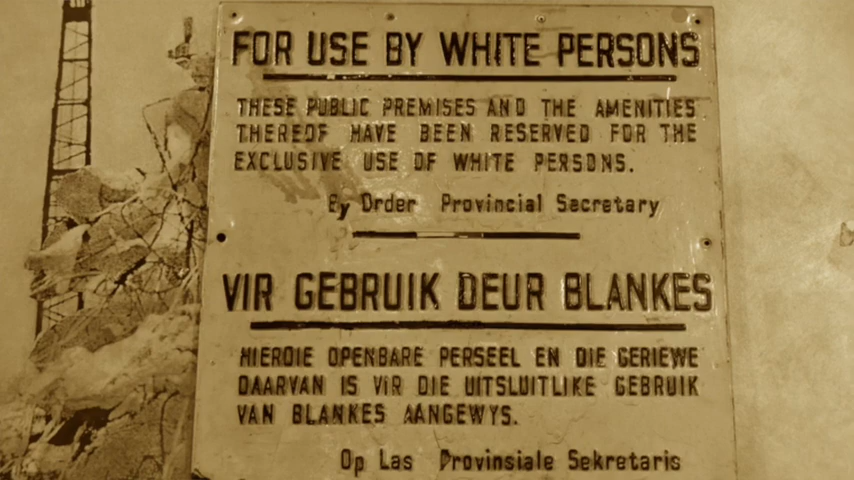 FOR USE BY WHITE PERSONS
THESE PUBLIC PREMISES AND THE AMENITIES
THEREOF HAVE BEEN RESERVED FOR THE
EXCLUSIVE USE OF WHITE PERSONS.
By Order Provincial Secretary
VIR GEBRUIK DEUR BLANKES
HIERDIE OPENBARE PERSEEL EN DIE GERIEWE
DAARVAN IS VIR DIE UITSLUITLIKE GEBRUIK
VAN BLANKES AANGEWYS.
Op Las Provinsiale Sekretaris